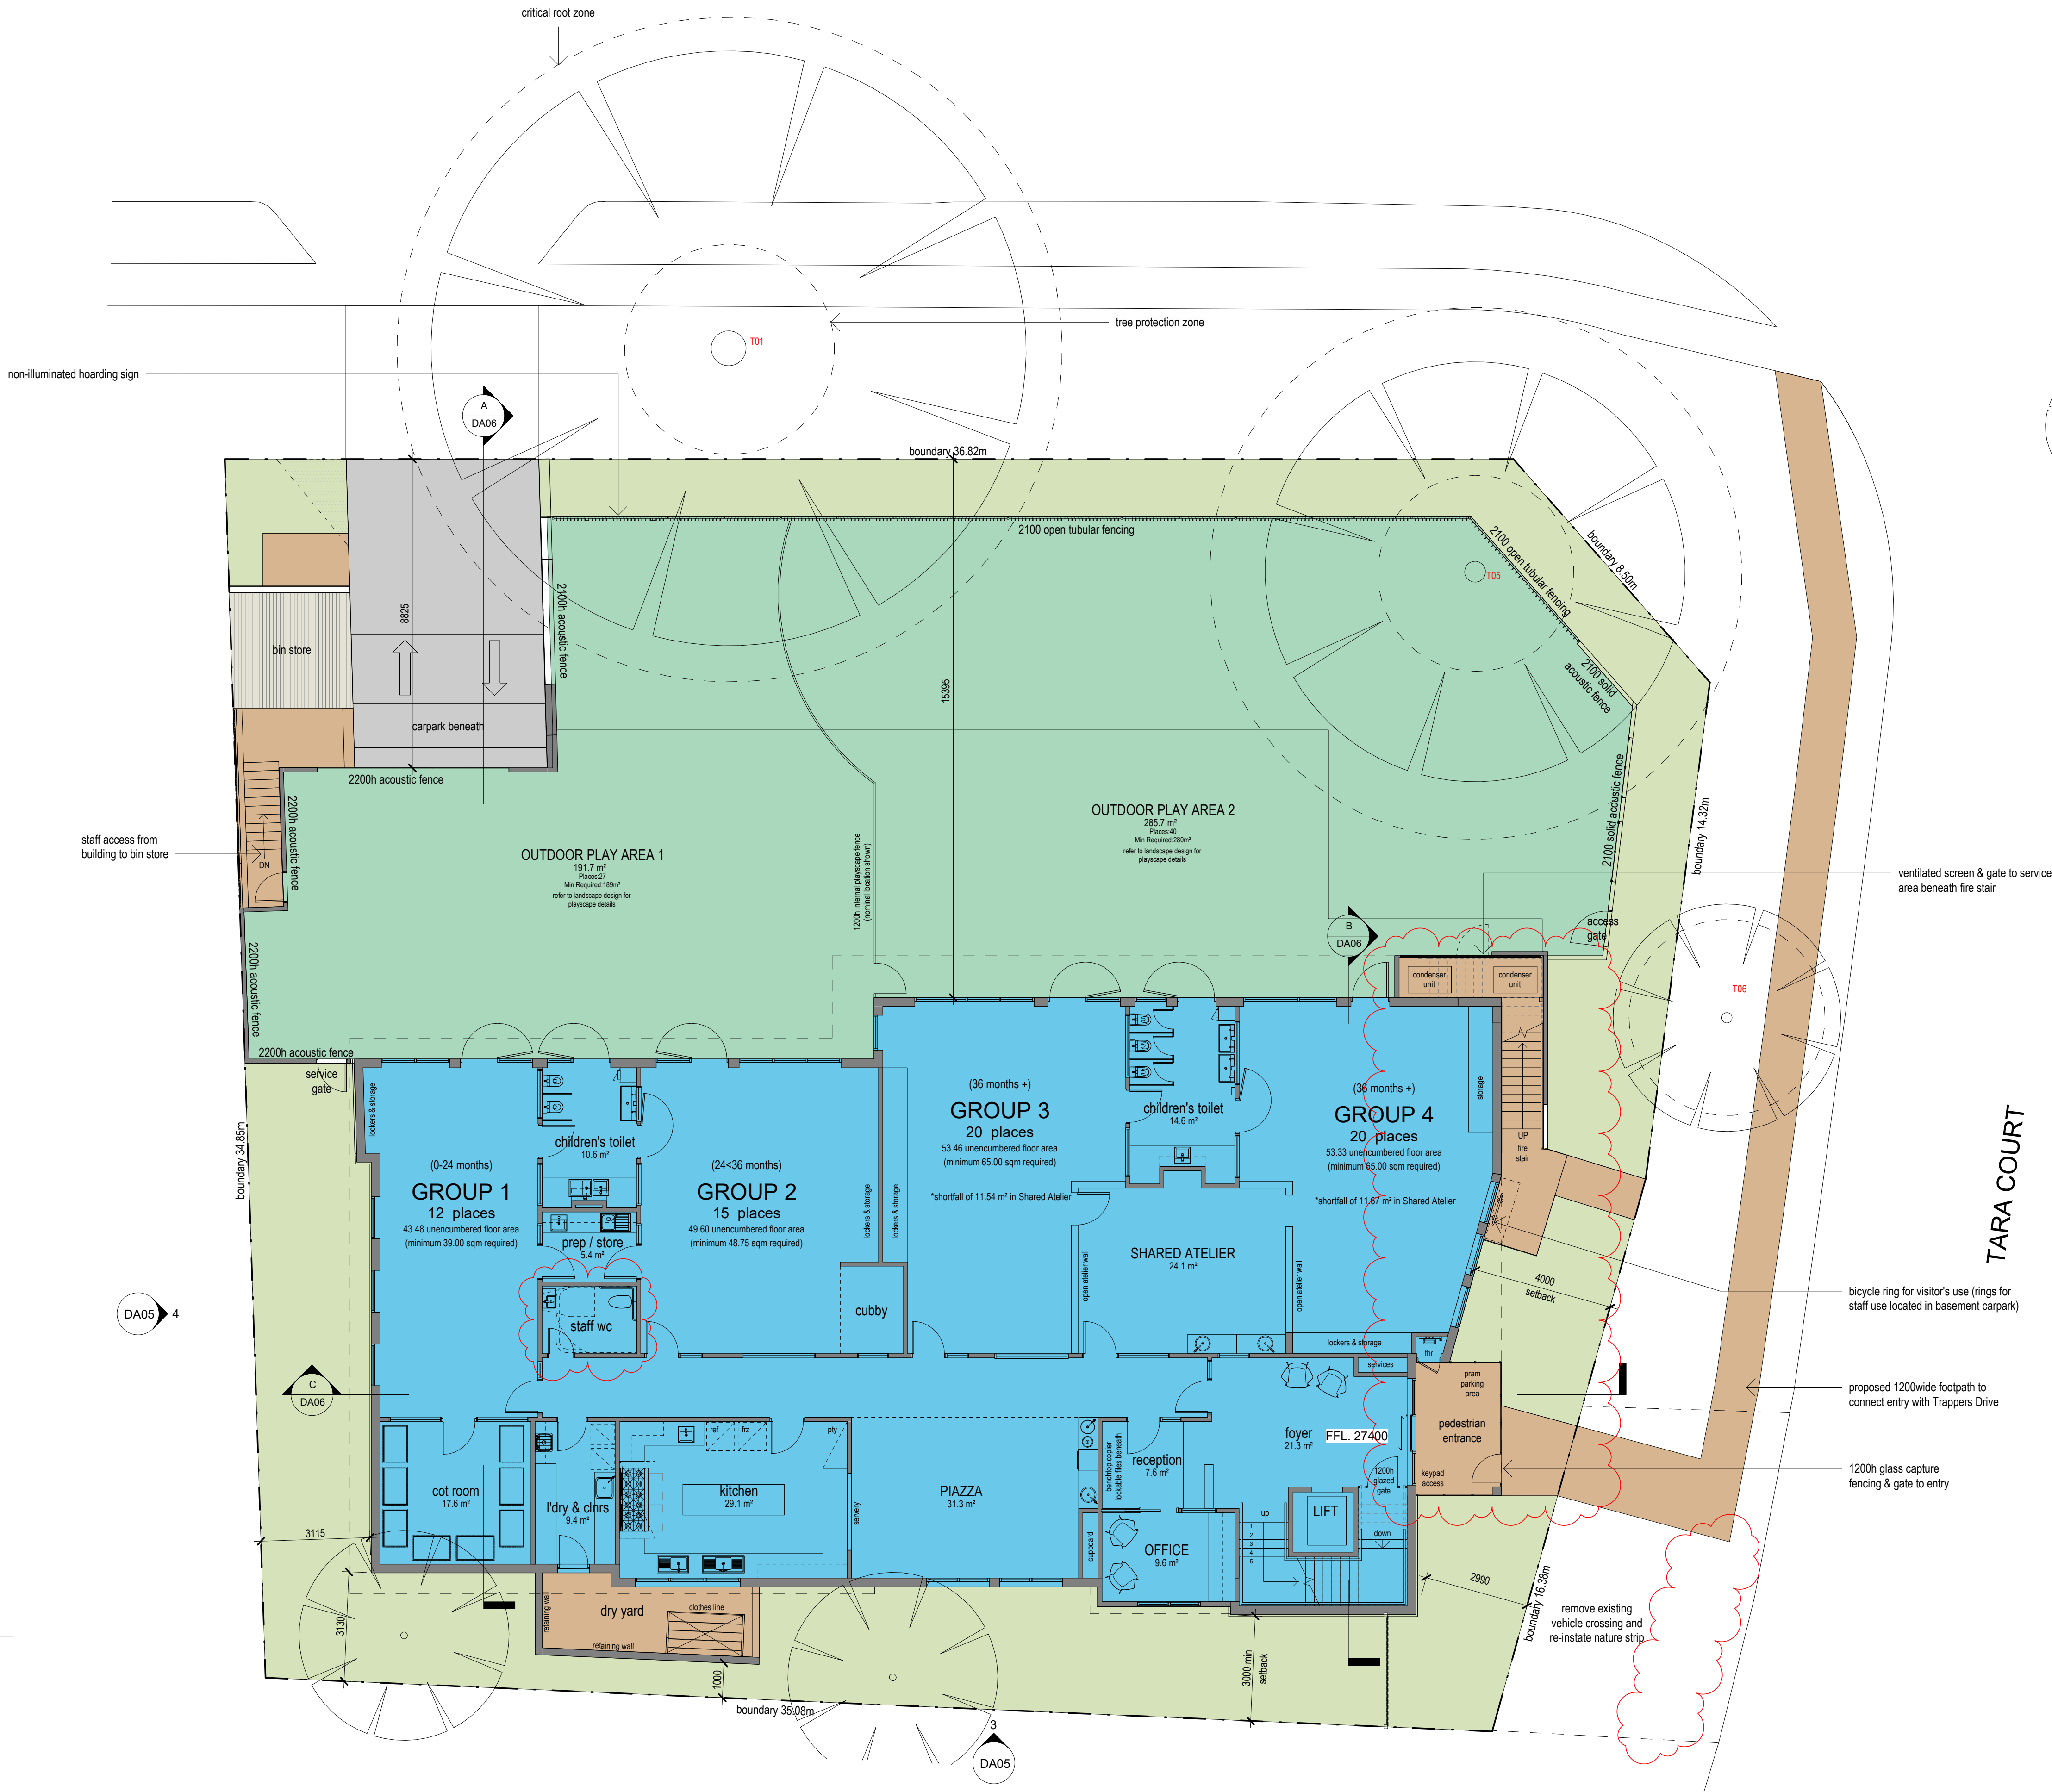 critical root zone
tree protection zone
T01
non-illuminated hoarding sign
A
DA06
boundary 36.82m
2100 open tubular fencing
2100 open tubular fencing
boundary 8.50m
T05
2100h acoustic fence
8825
bin store
carpark beneath
15395
2100 solid
acoustic fence
2100 solid acoustic fence
boundary 14.32m
2200h acoustic fence
2200h acoustic fence
staff access from
building to bin store
DN
OUTDOOR PLAY AREA 1
191.7 m²
Places:27
Min Required:189m²
refer to landscape design for
playscape details
1200h internal playscape fence
(nominal location shown)
OUTDOOR PLAY AREA 2
285.7 m²
Places:40
Min Required:280m²
refer to landscape design for
playscape details
ventilated screen & gate to service
area beneath fire stair
access
gate
B
DA06
2200h acoustic fence
2200h acoustic fence
service
gate
condenser
unit
condenser
unit
T06
boundary 34.85m
lockers & storage
(0-24 months)
GROUP 1
12 places
43.48 unencumbered floor area
(minimum 39.00 sqm required)
children's toilet
10.6 m²
prep / store
5.4 m²
staff wc
(24<36 months)
GROUP 2
15 places
49.60 unencumbered floor area
(minimum 48.75 sqm required)
lockers & storage
lockers & storage
cubby
(36 months +)
GROUP 3
20 places
53.46 unencumbered floor area
(minimum 65.00 sqm required)
*shortfall of 11.54 m² in Shared Atelier
children's toilet
14.6 m²
(36 months +)
GROUP 4
20 places
53.33 unencumbered floor area
(minimum 65.00 sqm required)
*shortfall of 11.67 m² in Shared Atelier
storage
UP
fire
stair
TARA COURT
SHARED ATELIER
24.1 m²
open atelier wall
open atelier wall
lockers & storage
fhr
services
4000
setback
bicycle ring for visitor's use (rings for
staff use located in basement carpark)
DA05
4
C
DA06
pram
parking
area
pedestrian
entrance
keypad
access
proposed 1200wide footpath to
connect entry with Trappers Drive
1200h glass capture
fencing & gate to entry
foyer
21.3 m²
FFL. 27400
1200h
glazed
gate
reception
7.6 m²
benchtop copier
lockable files beneath
cot room
17.6 m²
l'dry & clnrs
9.4 m²
ref
frz
pty
kitchen
29.1 m²
servery
PIAZZA
31.3 m²
cupboard
OFFICE
9.6 m²
up
1
2
3
4
5
LIFT
down
3115
3130
retaining wall
dry yard
clothes line
retaining wall
1000
boundary 35.08m
3000 min
setback
2990
boundary 16.38m
remove existing
vehicle crossing and
re-instate nature strip
3
DA05